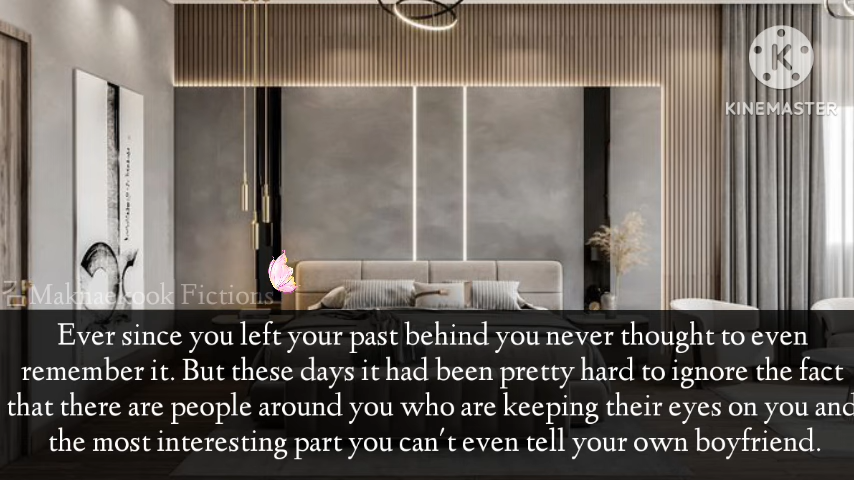 KINEMASTER
Maknaekook Fictions
Ever since you left your past behind you never thought to even
remember it. But these days it had been pretty hard to ignore the fact
that there are people around you who are keeping their eyes on you and
the most interesting part you can't even tell your own boyfriend.